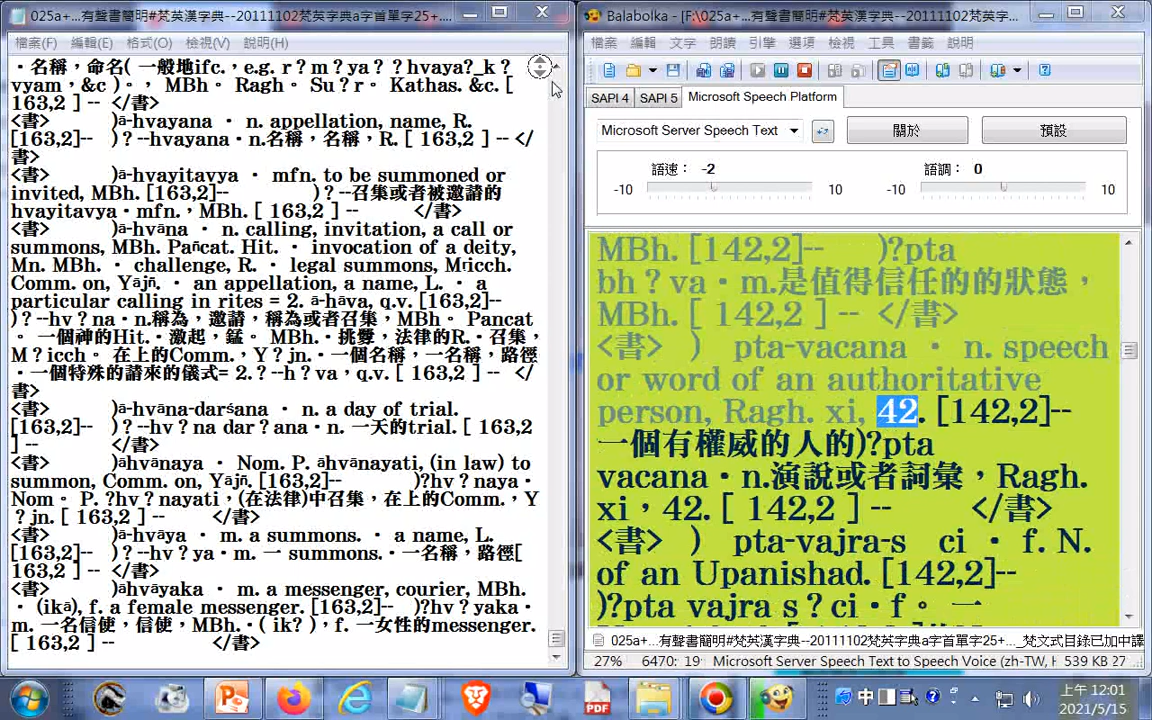 025a+...有聲書簡明#梵英漢字典--20111102梵英字典a字首單字25+...
檔案(F) 編輯(E) 格式(O) 檢視(V) 說明(H)
・名稱，命名( 一般地ifc.，e.g. r？m？ya？？hvaya?_k？
vyam，&c )。， MBh。Ragh。Su？r。Kathas. &c. [
163,2 ] -- </書>
<書> )ā-hvayana ・ n. appellation, name, R.
[163,2]-- )？--hvayana・n.名稱，名稱，R. [ 163,2 ] -- </
書>
<書> )ā-hvayitavya ・ mfn. to be summoned or
invited, MBh. [163,2]-- )？--召集或者被邀請的
hvayitavya・mfn.，MBh. [ 163,2 ] -- </書>
<書> )ā-hvāna ・ n. calling, invitation, a call or
summons, MBh. Pañcat. Hit. ・ invocation of a deity,
Mn. MBh. ・ challenge, R. ・ legal summons, Mṛicch.
Comm. on, Yājñ. ・ an appellation, a name, L. ・ a
particular calling in rites = 2. ā-hāva, q.v. [163,2]--
)？--hv？na・n.稱為，邀請，稱為或者召集，MBh。Pancat
。一個神的Hit.・激起，錳。 MBh.・挑釁，法律的R.・召集，
M？icch。 在上的Comm.，Y？jn.・一個名稱，一名稱，路徑
・一個特殊的請來的儀式= 2.？--h？va，q.v. [ 163,2 ] -- </
書>
<書> )ā-hvāna-darśana ・ n. a day of trial.
[163,2]-- )？--hv？na dar？ana・n. 一天的trial. [ 163,2
] -- </書>
<書> )āhvānaya ・ Nom. P. āhvānayati, (in law) to
summon, Comm. on, Yājñ. [163,2]-- )?hv？naya・
Nom。 P. ?hv？nayati，(在法律)中召集，在上的Comm.，Y
？jn. [ 163,2 ] -- </書>
<書> )ā-hvāya ・ m. a summons. ・ a name, L.
[163,2]-- )？--hv？ya・m. 一 summons.・一名稱，路徑[
163,2 ] -- </書>
<書> )āhvāyaka ・ m. a messenger, courier, MBh.
・ (ikā), f. a female messenger. [163,2]-- )?hv？yaka・
m. 一名信使，信使，MBh.・( ik？)，f. 一女性的messenger.
[ 163,2 ] -- </書>
Balabolka - [F:\025a+...有聲書簡明#梵英漢字典--20111102梵英字...
檔案 編輯 文字 朗讀 引擎 選項 檢視 工具 書籤 說明
SAPI 4 SAPI 5 Microsoft Speech Platform
Microsoft Server Speech Text 關於 預設
語速： -2 語調： 0
-10 10 -10 10
MBh. [142,2]-- )?pta
bh？va・m.是值得信任的的狀態，
MBh. [ 142,2 ] -- </書>
<書> ) pta-vacana ・ n. speech
or word of an authoritative
person, Ragh. xi, 42. [142,2]--
一個有權威的人的)?pta
vacana・n.演說或者詞彙，Ragh.
xi，42. [ 142,2 ] -- </書>
<書> ) pta-vajra-s ci ・ f. N.
of an Upanishad. [142,2]--
)?pta vajra s？ci・f。 一
025a+...有聲書簡明#梵英漢字典--20111102梵英字典a字首單字25+..._梵文式目錄已加中譯
27% 6470: 19 Microsoft Server Speech Text to Speech Voice (zh-TW, H 539 KB 27
中
上午 12:01
2021/5/15